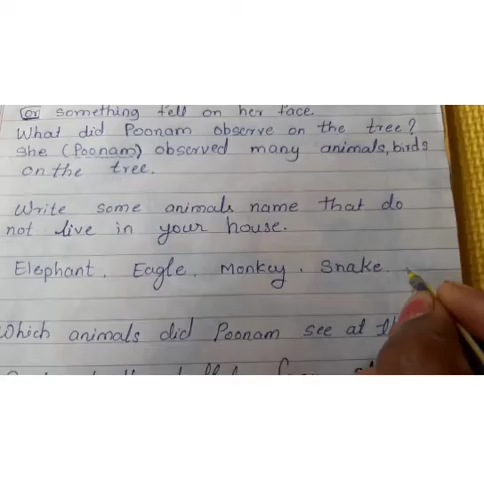 (or) something fell on her face.
What did Poonam observe on the tree?
She (Poonam) observed many animals, birds
on the tree.
Write some animals name that do
not live in your house.
Elephant, Eagle, Monkey, Snake.
Which animals did Poonam see at